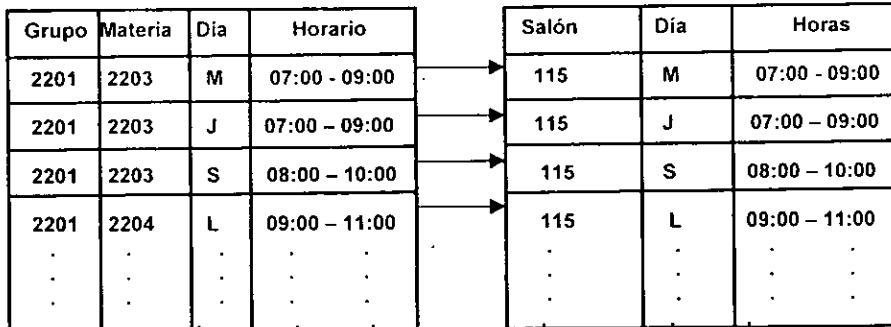 Grupo Materia Día Horario Salón Día Horas
2201 2203 M 07:00 - 09:00 115 M 07:00 - 09:00
2201 2203 J 07:00 – 09:00 115 J 07:00 – 09:00
2201 2203 S 08:00 – 10:00 115 S 08:00 – 10:00
2201 2204 L 09:00 – 11:00 115 L 09:00 – 11:00